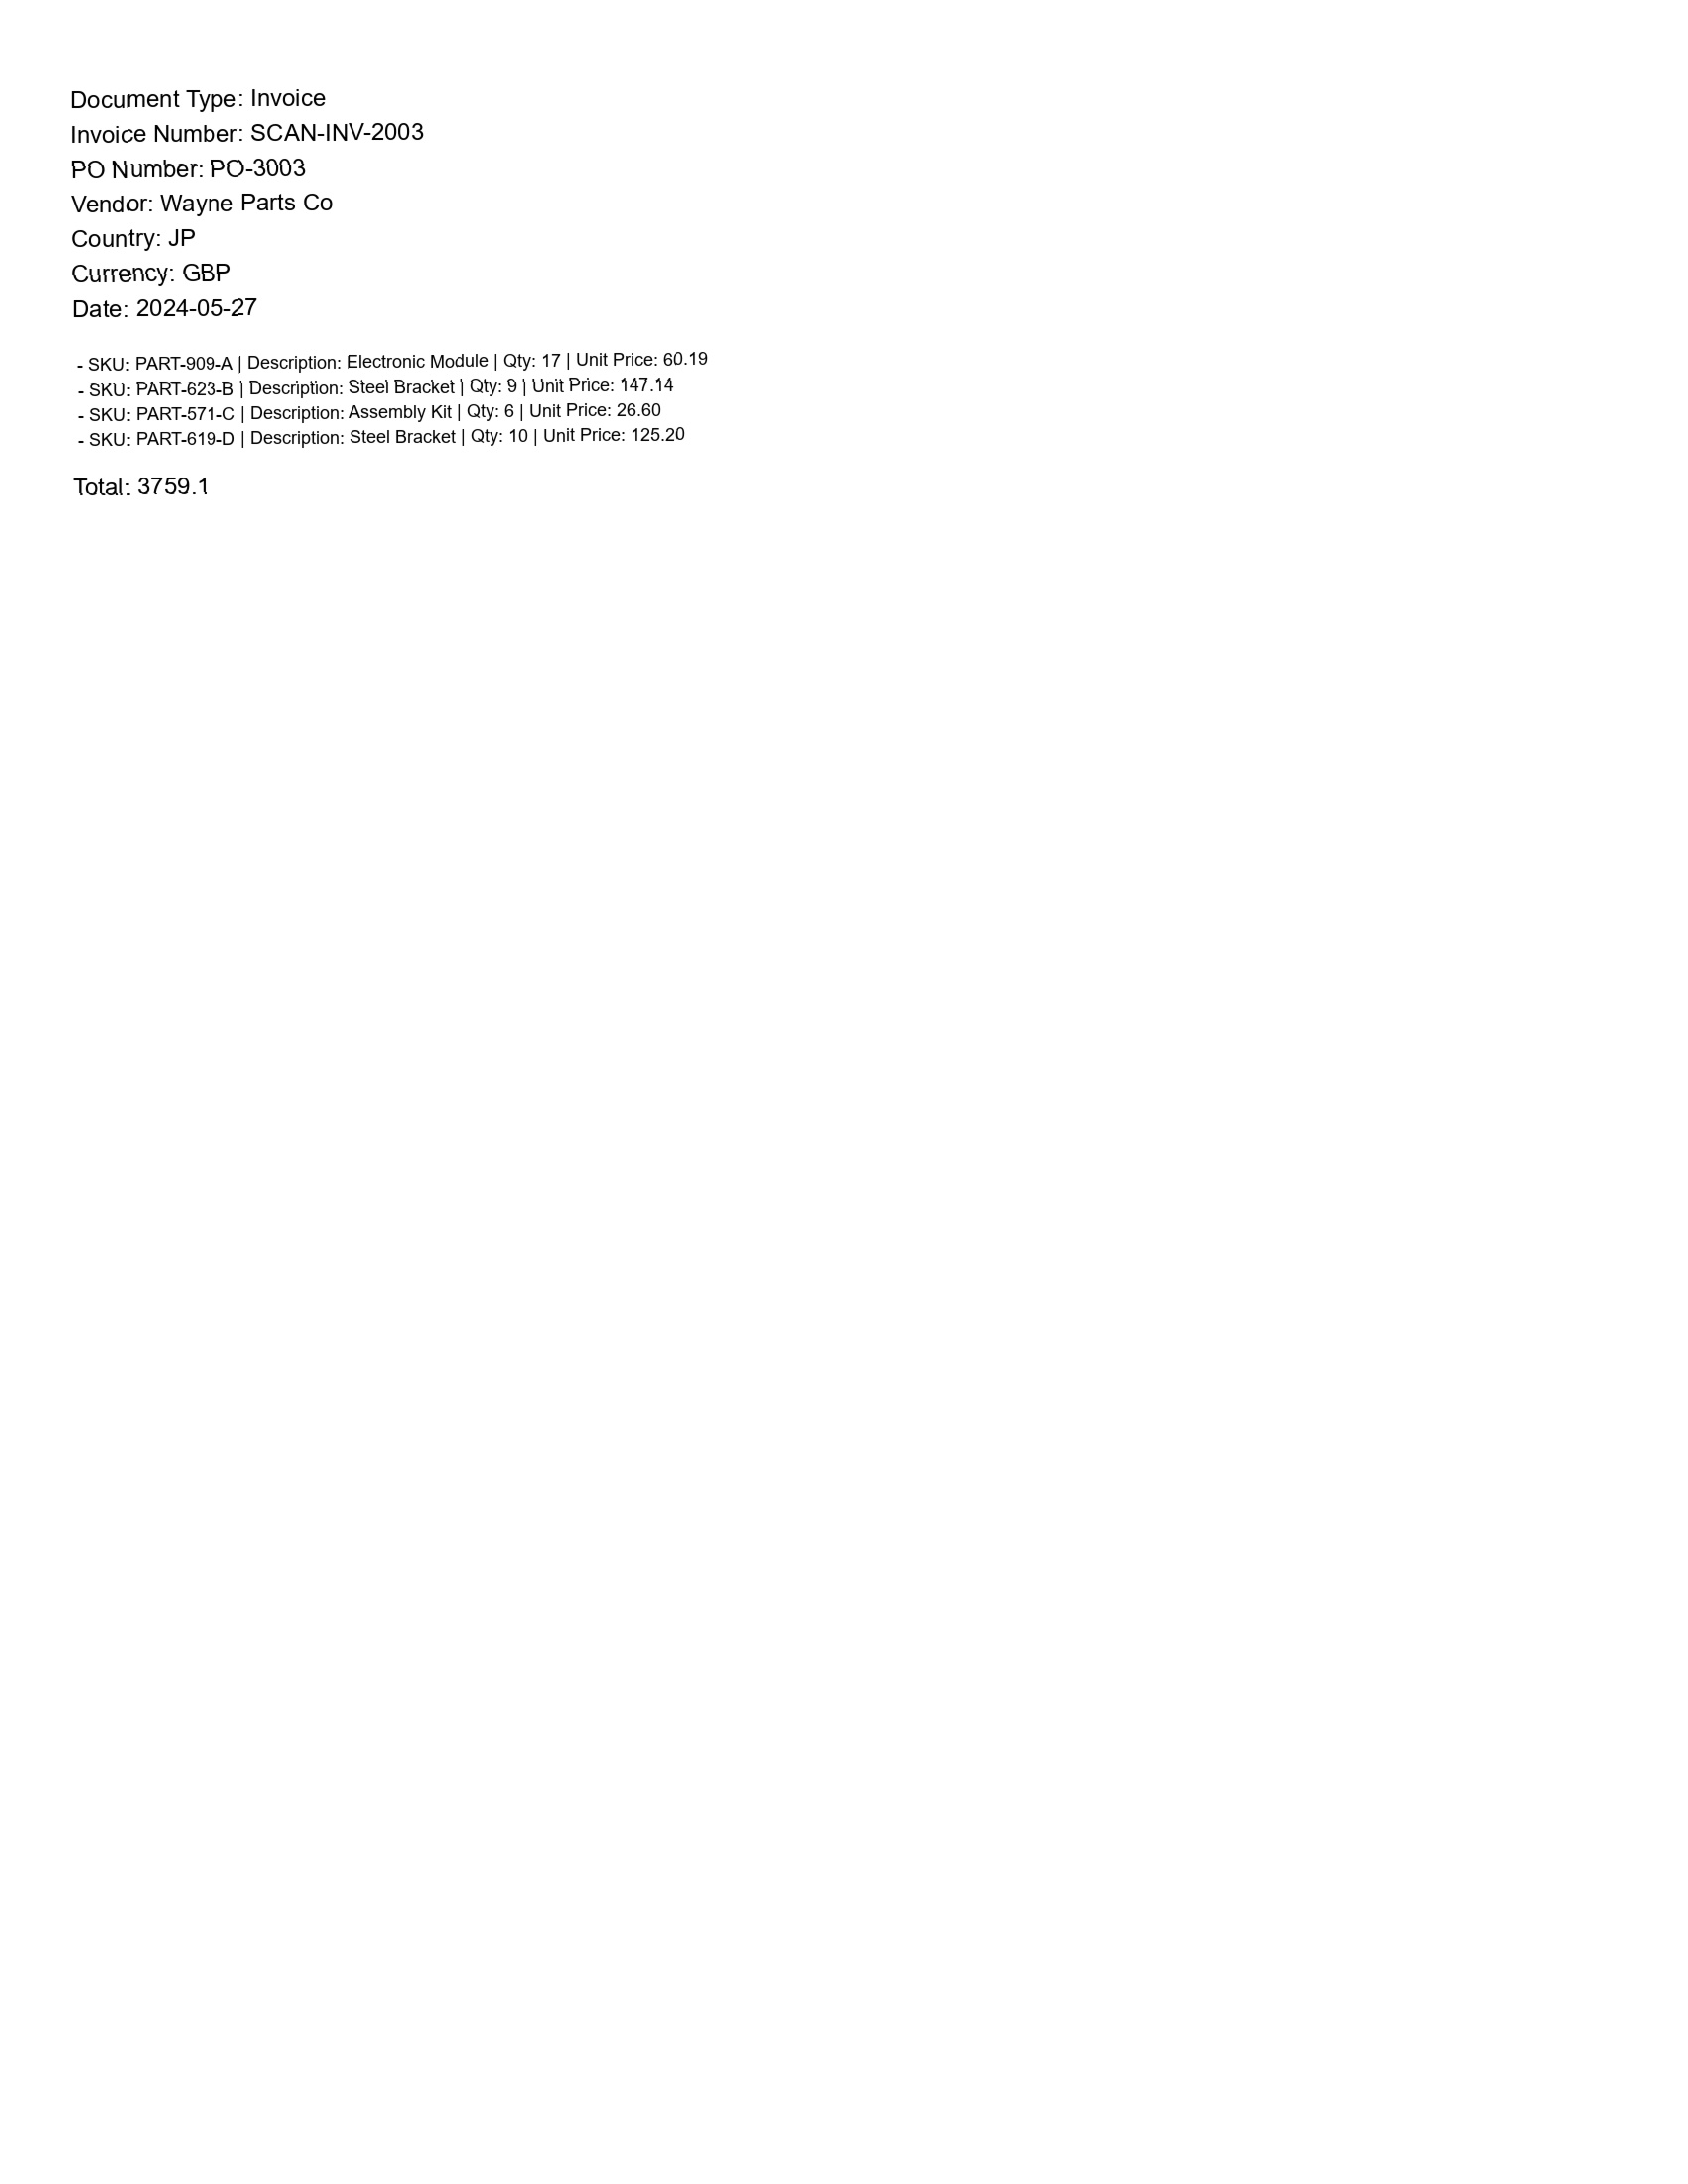 Document Type: Invoice
Invoice Number: SCAN-INV-2003
PO Number: PO-3003
Vendor: Wayne Parts Co
Country: JP
Currency: GBP
Date: 2024-05-27
- SKU: PART-909-A | Description: Electronic Module | Qty: 17 | Unit Price: 60.19
- SKU: PART-623-B | Description: Steel Bracket | Qty: 9 | Unit Price: 147.14
- SKU: PART-571-C | Description: Assembly Kit | Qty: 6 | Unit Price: 26.60
- SKU: PART-619-D | Description: Steel Bracket | Qty: 10 | Unit Price: 125.20
Total: 3759.1